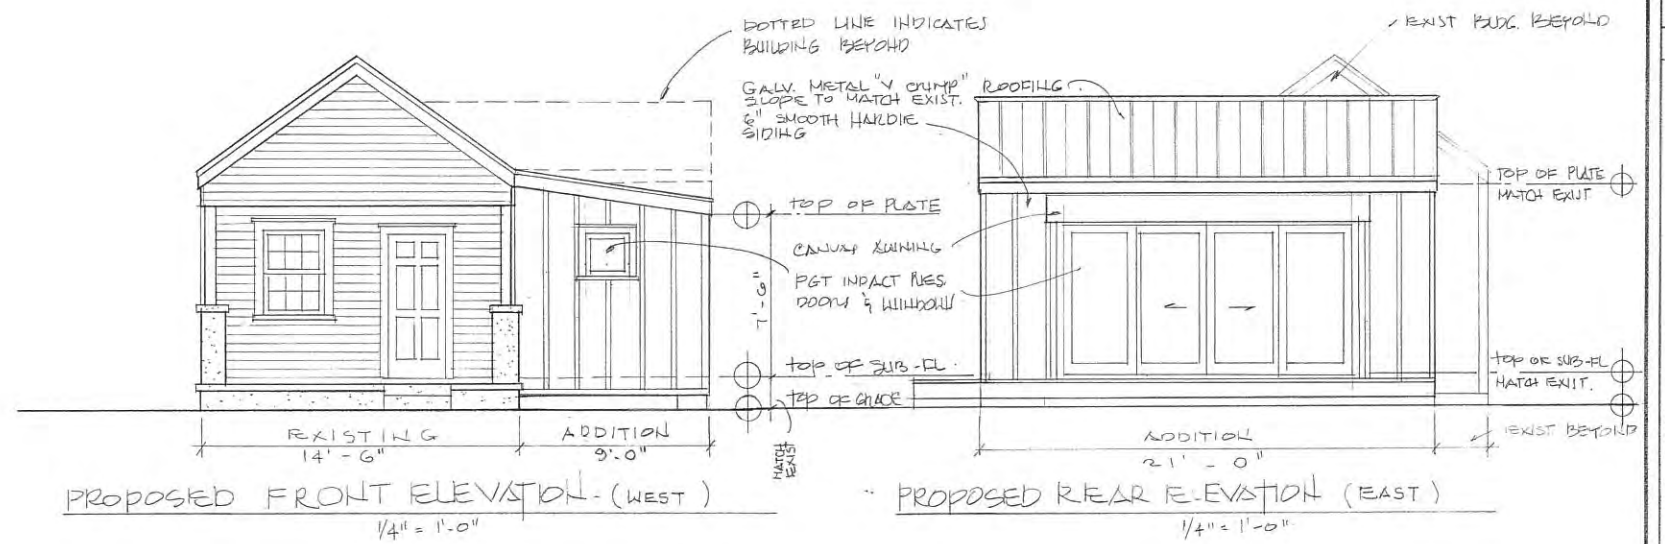 DOTTED LINE INDICATES
BUILDING BEYOND
GALV. METAL "V CRIMP" ROOFING
SLOPE TO MATCH EXIST.
6" SMOOTH HARDIE
SIDING
TOP OF PLATE
CANVAS AWNING
PGT IMPACT RES.
DOORS & WINDOWS
7'-9"
TOP OF SUB-FL.
TOP OF GRADE
MATCH
EXIST
EXISTING
14'-6"
ADDITION
9'-0"
PROPOSED FRONT ELEVATION - (WEST)
1/4" = 1'-0"
EXIST BLDG. BEYOND
TOP OF PLATE
MATCH EXIST
TOP OF SUB-FL
MATCH EXIST.
ADDITION
21' - 0"
EXIST BEYOND
PROPOSED REAR ELEVATION (EAST)
1/4" = 1'-0"